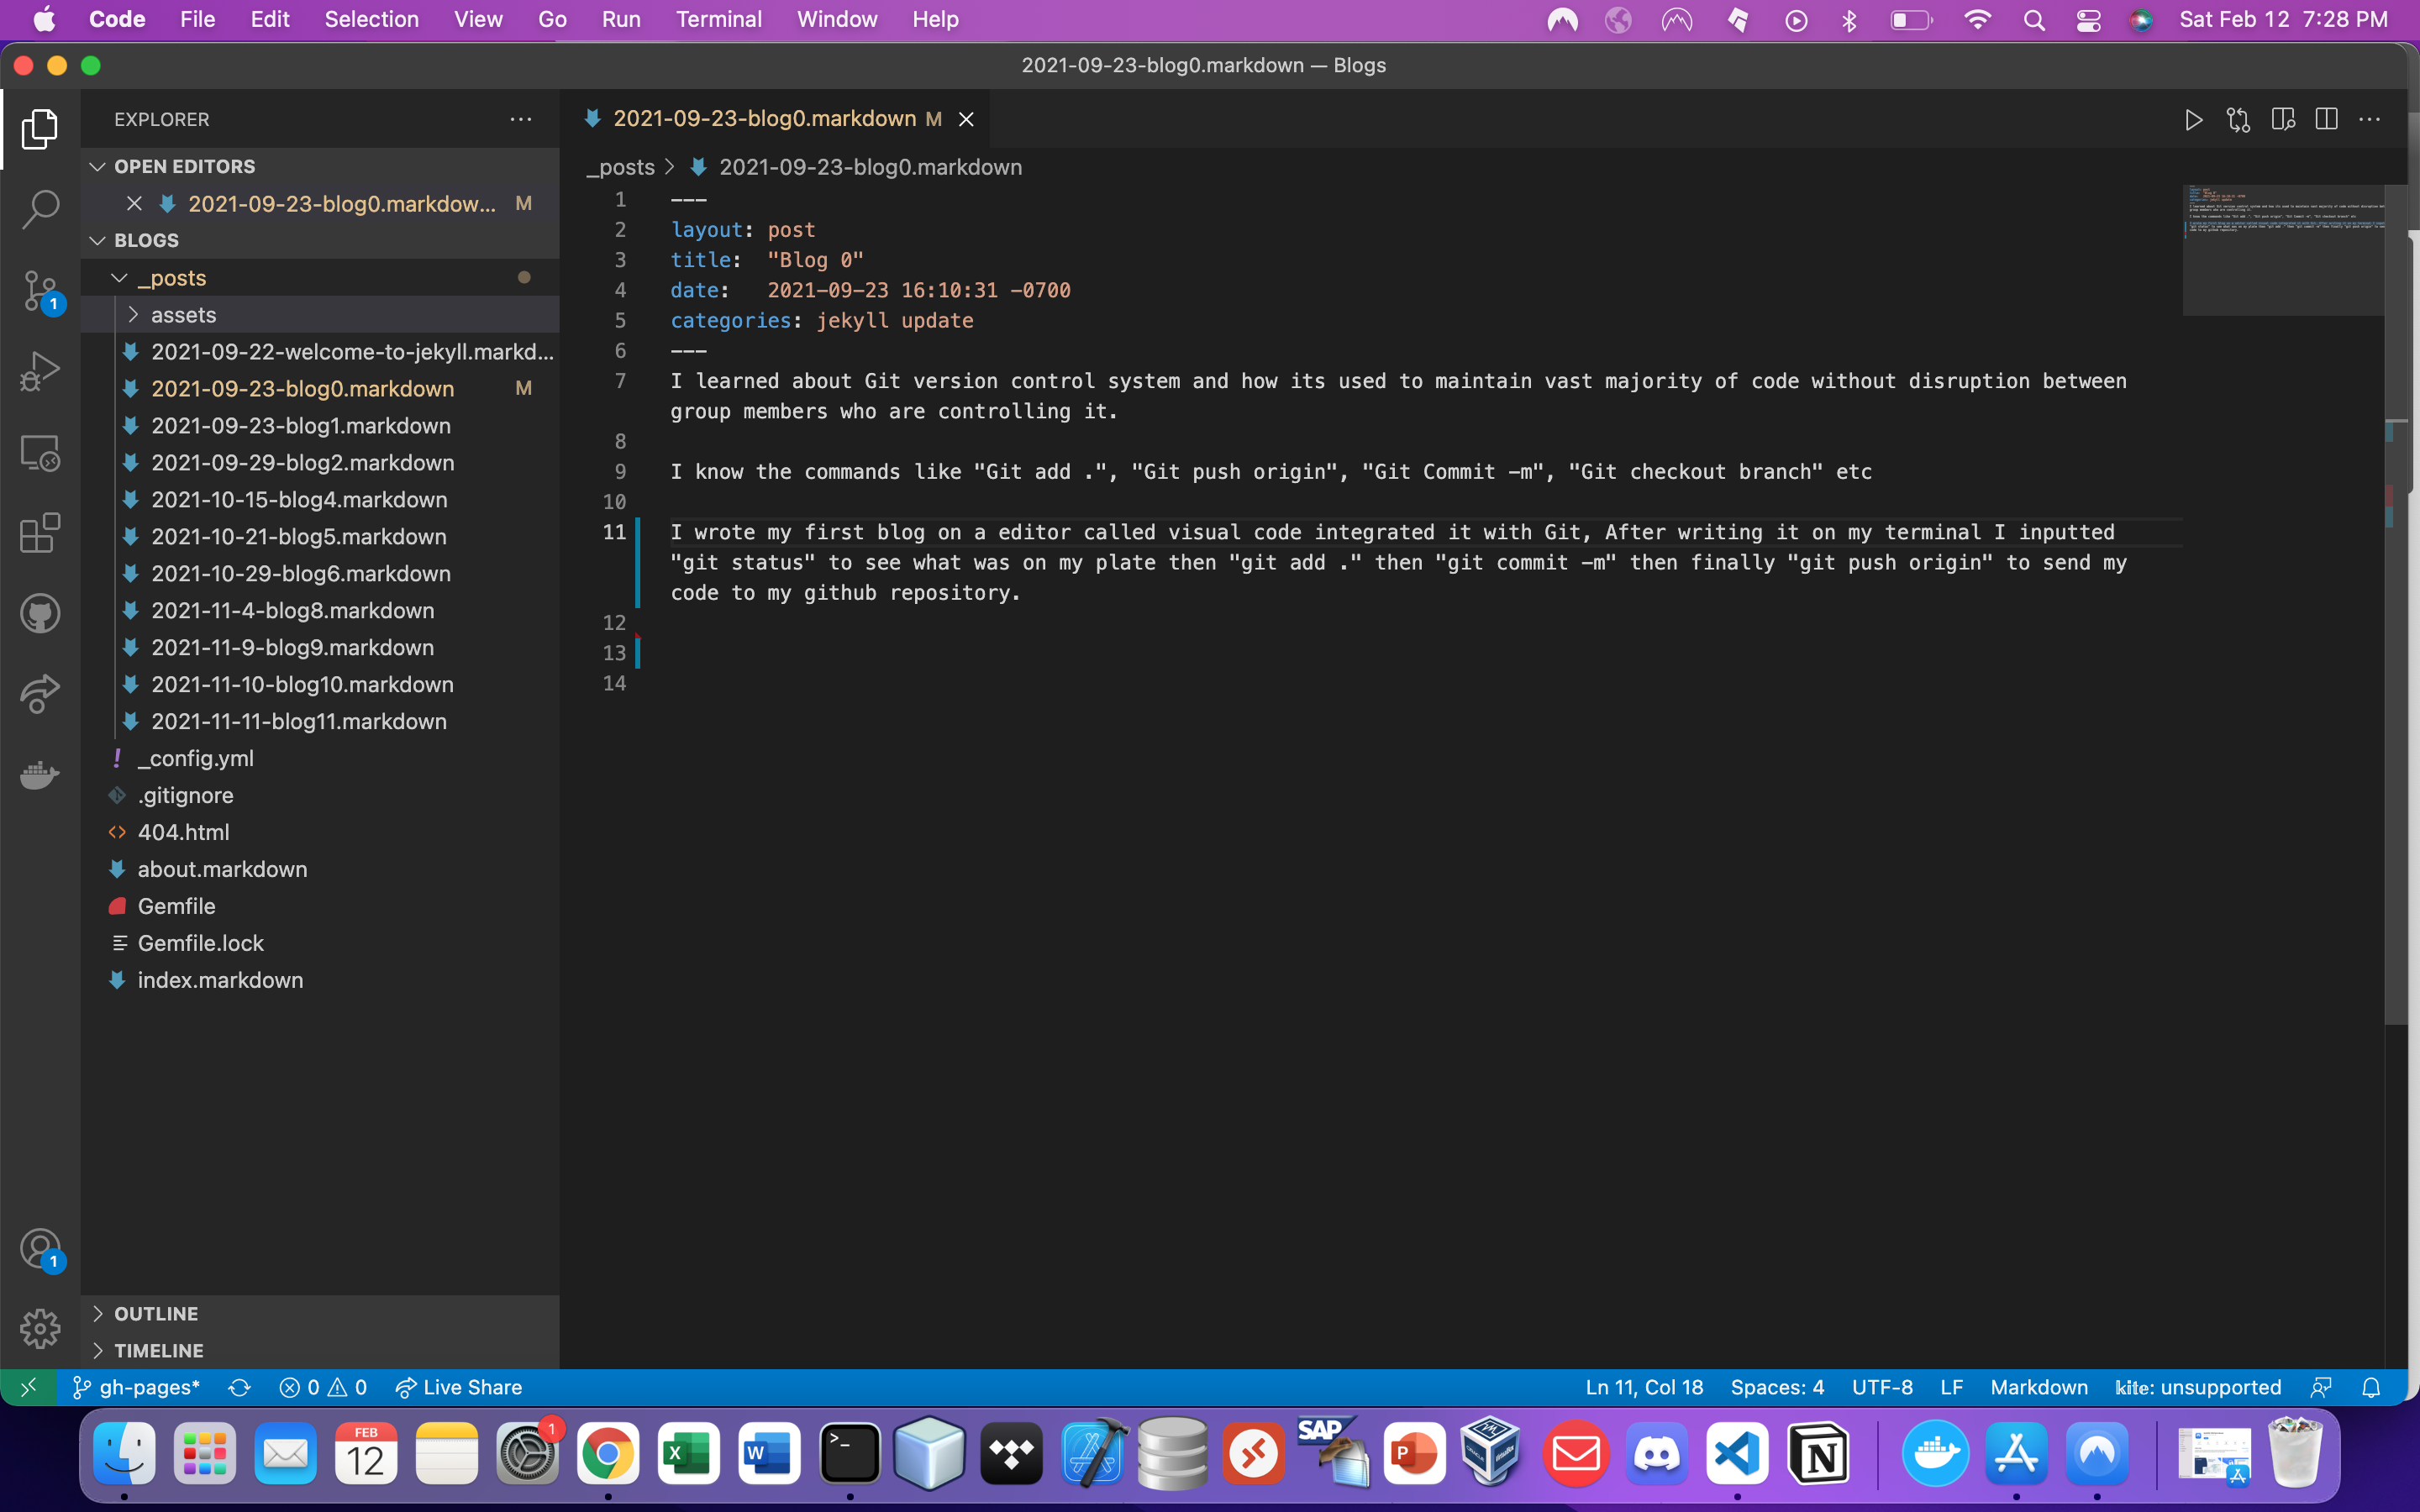 Code File Edit Selection View Go Run Terminal Window Help Sat Feb 12 7:28 PM
2021-09-23-blog0.markdown — Blogs
EXPLORER
2021-09-23-blog0.markdown M
OPEN EDITORS
_posts > 2021-09-23-blog0.markdown
2021-09-23-blog0.markdow... M
BLOGS
_posts
assets
2021-09-22-welcome-to-jekyll.markd...
2021-09-23-blog0.markdown M
2021-09-23-blog1.markdown
2021-09-29-blog2.markdown
2021-10-15-blog4.markdown
2021-10-21-blog5.markdown
2021-10-29-blog6.markdown
2021-11-4-blog8.markdown
2021-11-9-blog9.markdown
2021-11-10-blog10.markdown
2021-11-11-blog11.markdown
_config.yml
.gitignore
404.html
about.markdown
Gemfile
Gemfile.lock
index.markdown
1 ---
2 layout: post
3 title: "Blog 0"
4 date: 2021-09-23 16:10:31 -0700
5 categories: jekyll update
6 ---
7 I learned about Git version control system and how its used to maintain vast majority of code without disruption between
group members who are controlling it.
8
9 I know the commands like "Git add .", "Git push origin", "Git Commit -m", "Git checkout branch" etc
10
11 I wrote my first blog on a editor called visual code integrated it with Git, After writing it on my terminal I inputted
"git status" to see what was on my plate then "git add ." then "git commit -m" then finally "git push origin" to send my
code to my github repository.
12
13
14
1
1
OUTLINE
TIMELINE
gh-pages* 0 0 Live Share Ln 11, Col 18 Spaces: 4 UTF-8 LF Markdown kite: unsupported
FEB
12
1
X
W
>_
SAP
P
N